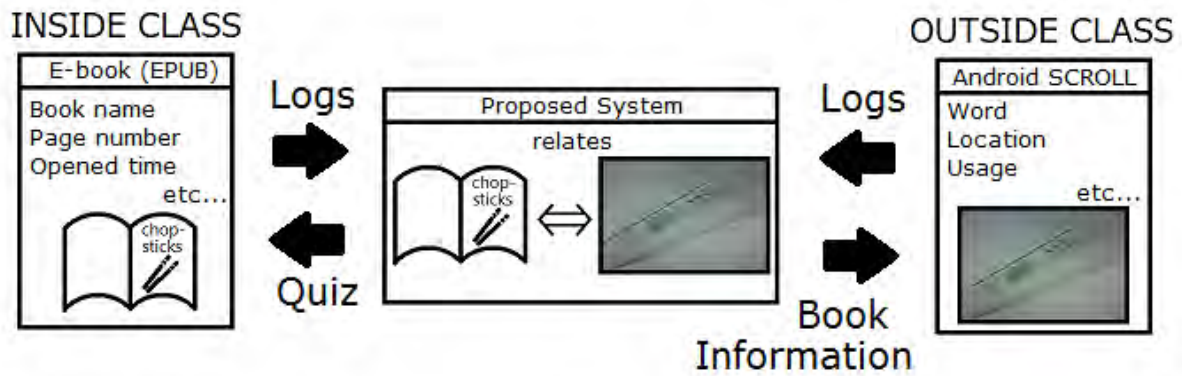 INSIDE CLASS
E-book (EPUB)
Book name
Page number
Opened time
etc...
chop-
sticks
Logs
Quiz
Proposed System
relates
chop-
sticks
Logs
Book
Information
OUTSIDE CLASS
Android SCROLL
Word
Location
Usage
etc...